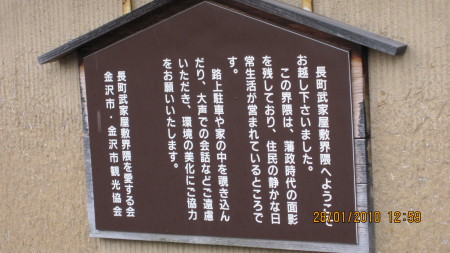 長町武家屋敷界隈へようこそ
お越し下さいました。
この界隈は、藩政時代の面影
を残しており、住民の静かな日
常生活が営まれているところで
す。
路上駐車や家の中を覗き込ん
だり、大声での会話などご遠慮
いただき、環境の美化にご協力
をお願いいたします。
長町武家屋敷界隈を愛する会
金沢市・金沢市観光協会
28/01/2010 12:59